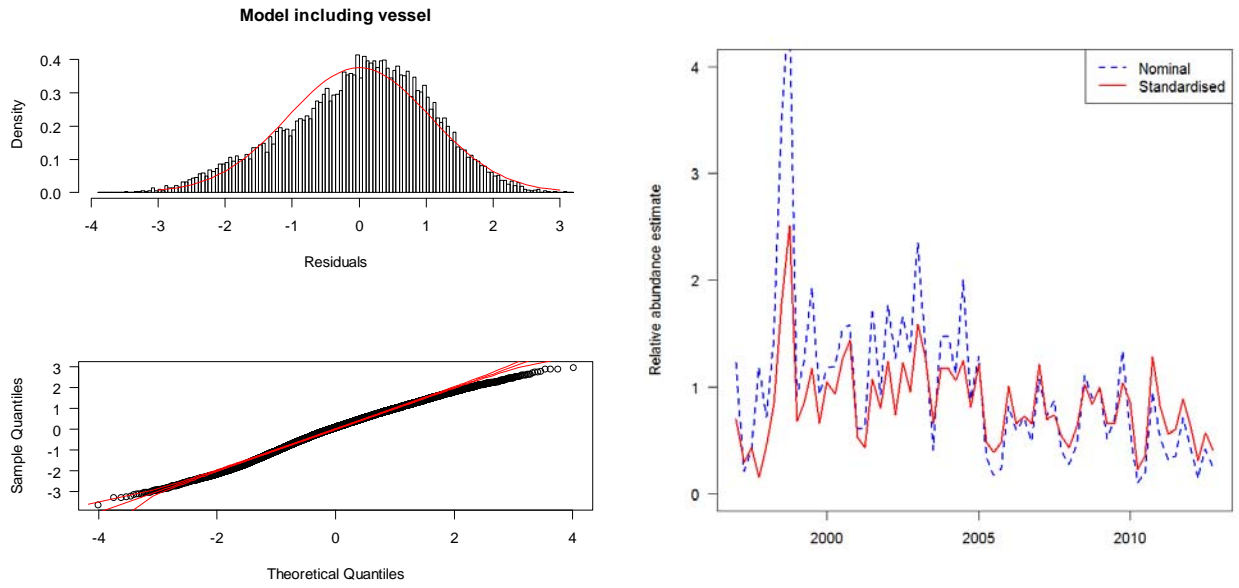 Model including vessel
Density
0.4
0.3
0.2
0.1
0.0
-4 -3 -2 -1 0 1 2 3
Residuals
Sample Quantiles
3
2
1
0
-1
-2
-3
-4 -2 0 2 4
Theoretical Quantiles
Relative abundance estimate
4
3
2
1
0
Nominal
Standardised
2000 2005 2010